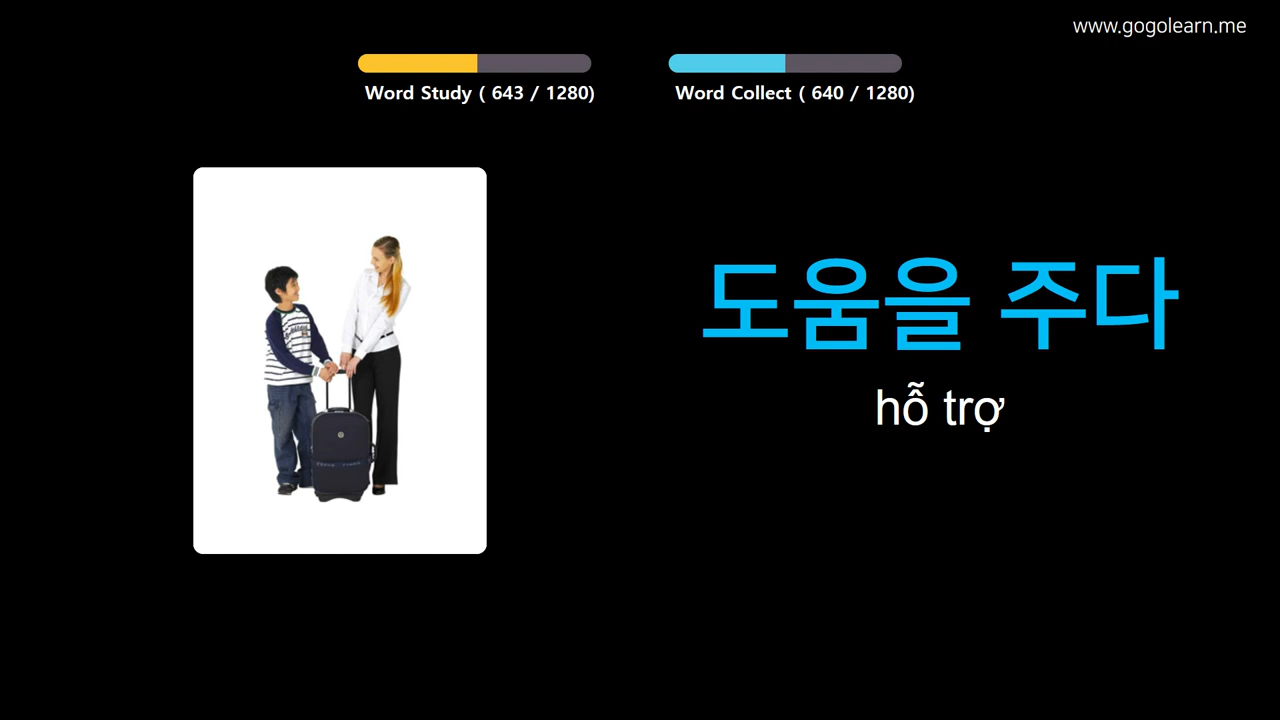 www.gogolearn.me
Word Study ( 643 / 1280)
Word Collect ( 640 / 1280)
도움을 주다
hỗ trợ